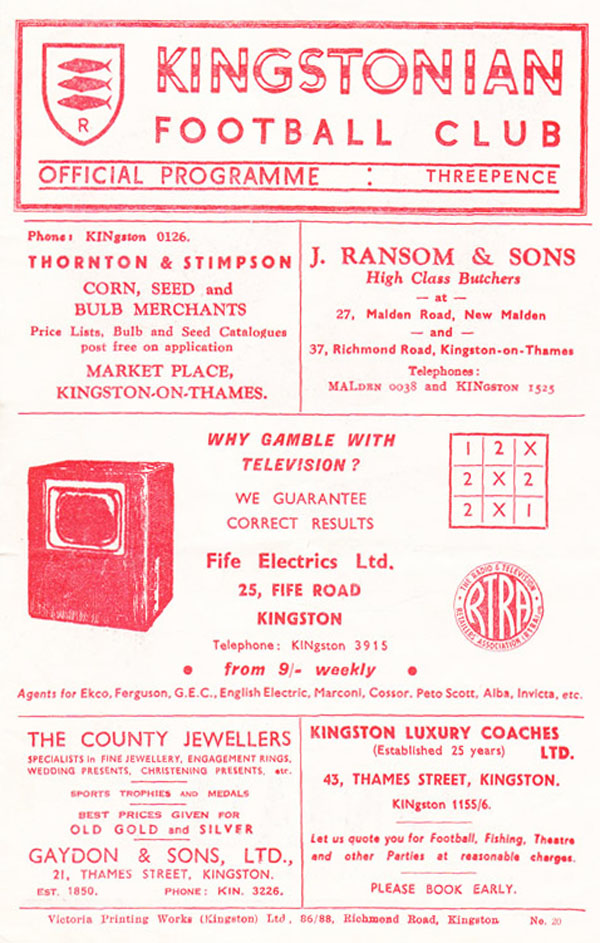 R
KINGSTONIAN
FOOTBALL CLUB
OFFICIAL PROGRAMME : THREEPENCE
Phone: KINgston 0126.
THORNTON & STIMPSON
CORN, SEED and
BULB MERCHANTS
Price Lists, Bulb and Seed Catalogues
post free on application
MARKET PLACE,
KINGSTON-ON-THAMES.
J. RANSOM & SONS
High Class Butchers
— at —
27, Malden Road, New Malden
— and —
37, Richmond Road, Kingston-on-Thames
Telephones:
MALDEN 0038 and KINGSTON 1525
WHY GAMBLE WITH
TELEVISION?
WE GUARANTEE
CORRECT RESULTS
1 2 X
2 X 2
2 X 1
Fife Electrics Ltd.
25, FIFE ROAD
KINGSTON
Telephone: KINgston 3915
• from 9/- weekly •
THE RADIO & TELEVISION
RTRA
RETAILERS ASSOCIATION
Agents for Ekco, Ferguson, G.E.C., English Electric, Marconi, Cossor, Peto Scott, Alba, Invicta, etc.
THE COUNTY JEWELLERS
SPECIALISTS in FINE JEWELLERY, ENGAGEMENT RINGS,
WEDDING PRESENTS, CHRISTENING PRESENTS, etc.
SPORTS TROPHIES AND MEDALS
BEST PRICES GIVEN FOR
OLD GOLD and SILVER
GAYDON & SONS, LTD.,
21, THAMES STREET, KINGSTON.
EST. 1850. PHONE: KIN. 3226.
KINGSTON LUXURY COACHES
(Established 25 years) LTD.
43, THAMES STREET, KINGSTON.
KINgston 1155/6.
Let us quote you for Football, Fishing, Theatre
and other Parties at reasonable charges.
PLEASE BOOK EARLY.
Victoria Printing Works (Kingston) Ltd, 86/88, Richmond Road, Kingston No. 20